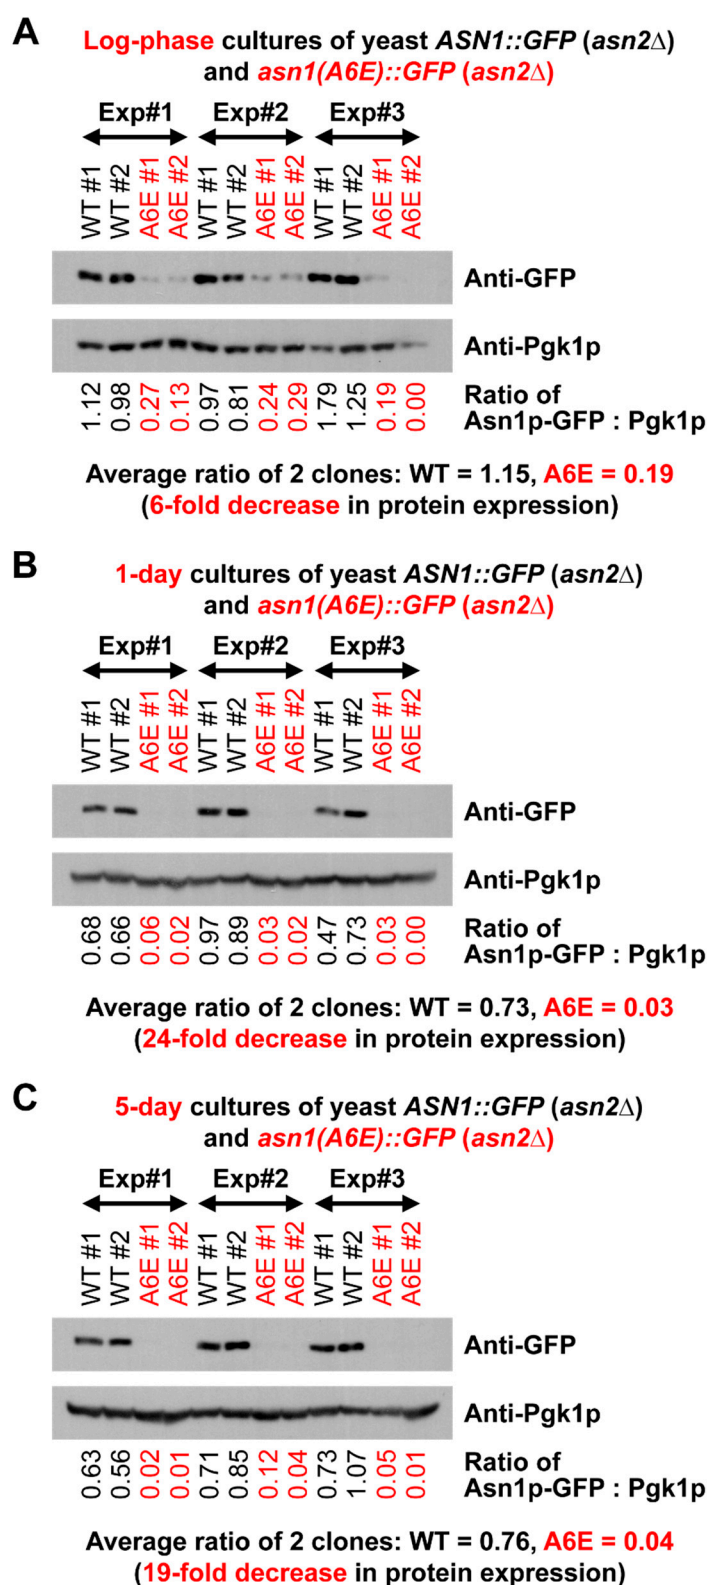 A
Log-phase cultures of yeast ASN1::GFP (asn2Δ)
and asn1(A6E)::GFP (asn2Δ)
Exp#1 Exp#2 Exp#3
WT #1 WT #2 A6E #1 A6E #2 WT #1 WT #2 A6E #1 A6E #2 WT #1 WT #2 A6E #1 A6E #2
Anti-GFP
Anti-Pgk1p
1.12 0.98 0.27 0.13 0.97 0.81 0.24 0.29 1.79 1.25 0.19 0.00
Ratio of
Asn1p-GFP : Pgk1p
Average ratio of 2 clones: WT = 1.15, A6E = 0.19
(6-fold decrease in protein expression)
B
1-day cultures of yeast ASN1::GFP (asn2Δ)
and asn1(A6E)::GFP (asn2Δ)
Exp#1 Exp#2 Exp#3
WT #1 WT #2 A6E #1 A6E #2 WT #1 WT #2 A6E #1 A6E #2 WT #1 WT #2 A6E #1 A6E #2
Anti-GFP
Anti-Pgk1p
0.68 0.66 0.06 0.02 0.97 0.89 0.03 0.02 0.47 0.73 0.03 0.00
Ratio of
Asn1p-GFP : Pgk1p
Average ratio of 2 clones: WT = 0.73, A6E = 0.03
(24-fold decrease in protein expression)
C
5-day cultures of yeast ASN1::GFP (asn2Δ)
and asn1(A6E)::GFP (asn2Δ)
Exp#1 Exp#2 Exp#3
WT #1 WT #2 A6E #1 A6E #2 WT #1 WT #2 A6E #1 A6E #2 WT #1 WT #2 A6E #1 A6E #2
Anti-GFP
Anti-Pgk1p
0.63 0.56 0.02 0.01 0.71 0.85 0.12 0.04 0.73 1.07 0.05 0.01
Ratio of
Asn1p-GFP : Pgk1p
Average ratio of 2 clones: WT = 0.76, A6E = 0.04
(19-fold decrease in protein expression)